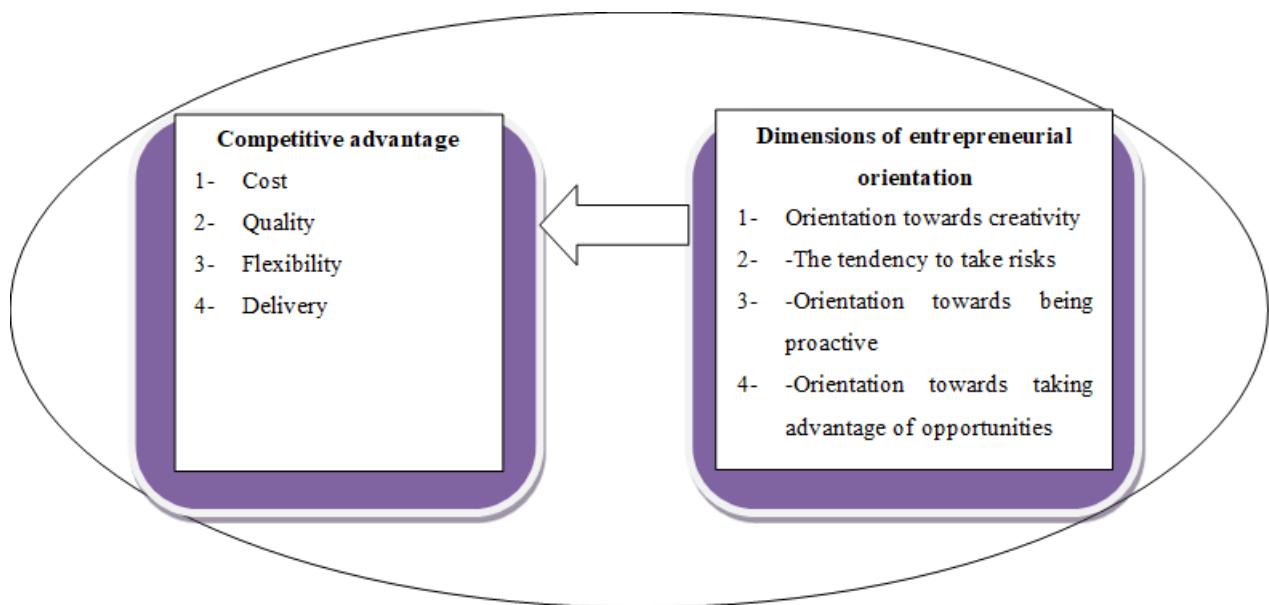 Competitive advantage
1- Cost
2- Quality
3- Flexibility
4- Delivery
Dimensions of entrepreneurial
orientation
1- Orientation towards creativity
2- -The tendency to take risks
3- -Orientation towards being
proactive
4- -Orientation towards taking
advantage of opportunities